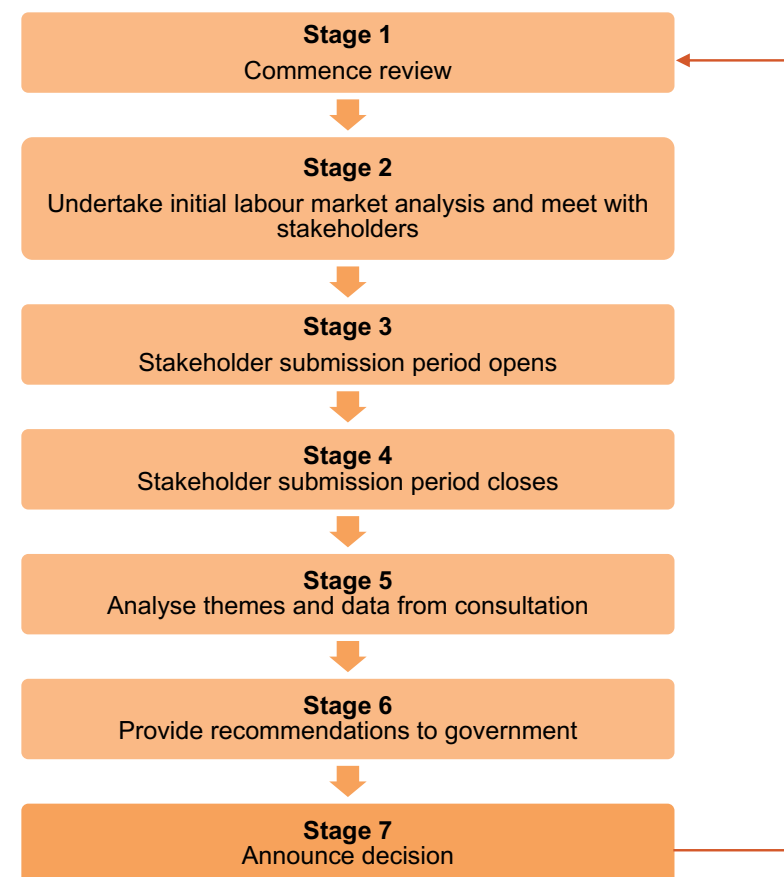 Stage 1
Commence review
Stage 2
Undertake initial labour market analysis and meet with
stakeholders
Stage 3
Stakeholder submission period opens
Stage 4
Stakeholder submission period closes
Stage 5
Analyse themes and data from consultation
Stage 6
Provide recommendations to government
Stage 7
Announce decision